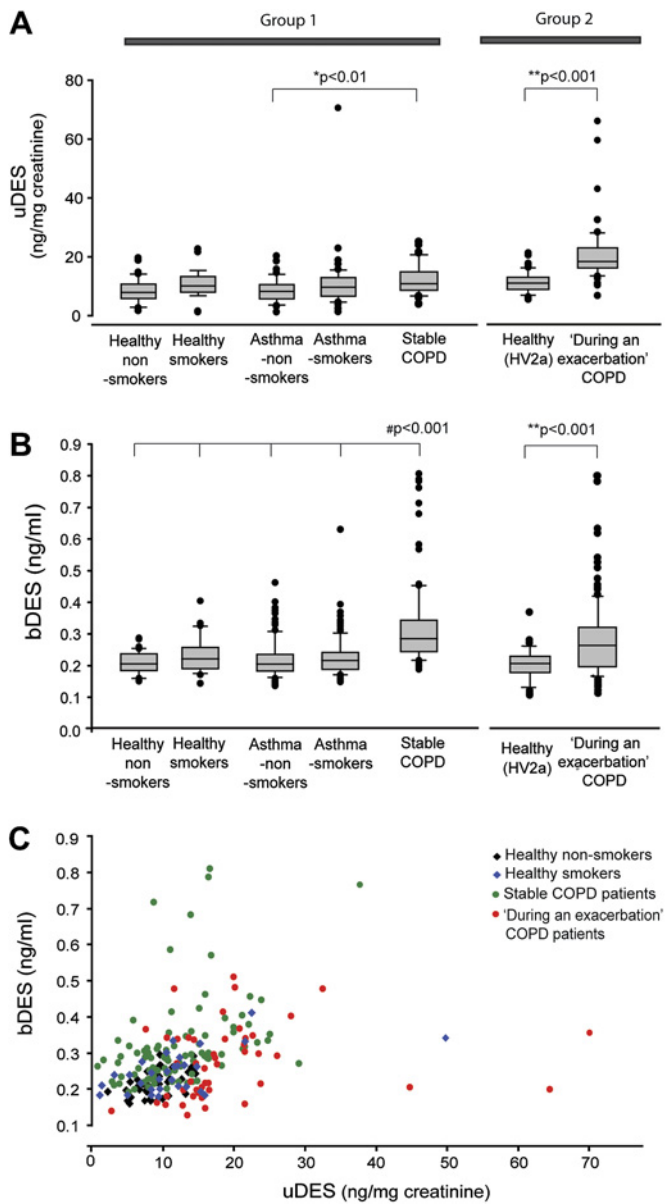 A
Group 1
Group 2
*p<0.01
**p<0.001
80
60
40
20
0
uDES
(ng/mg creatinine)
Healthy
non
-smokers
Healthy
smokers
Asthma
-non
-smokers
Asthma
-smokers
Stable
COPD
Healthy
(HV2a)
‘During an
exacerbation’
COPD
B
#p<0.001
**p<0.001
0.9
0.8
0.7
0.6
0.5
0.4
0.3
0.2
0.0
bDES (ng/ml)
Healthy
non
-smokers
Healthy
smokers
Asthma
-non
-smokers
Asthma
-smokers
Stable
COPD
Healthy
(HV2a)
‘During an
exacerbation’
COPD
C
0.9
0.8
0.7
0.6
0.5
0.4
0.3
0.2
0.1
bDES (ng/ml)
Healthy non-smokers
Healthy smokers
Stable COPD patients
‘During an exacerbation’
COPD patients
0 10 20 30 40 50 60 70
uDES (ng/mg creatinine)